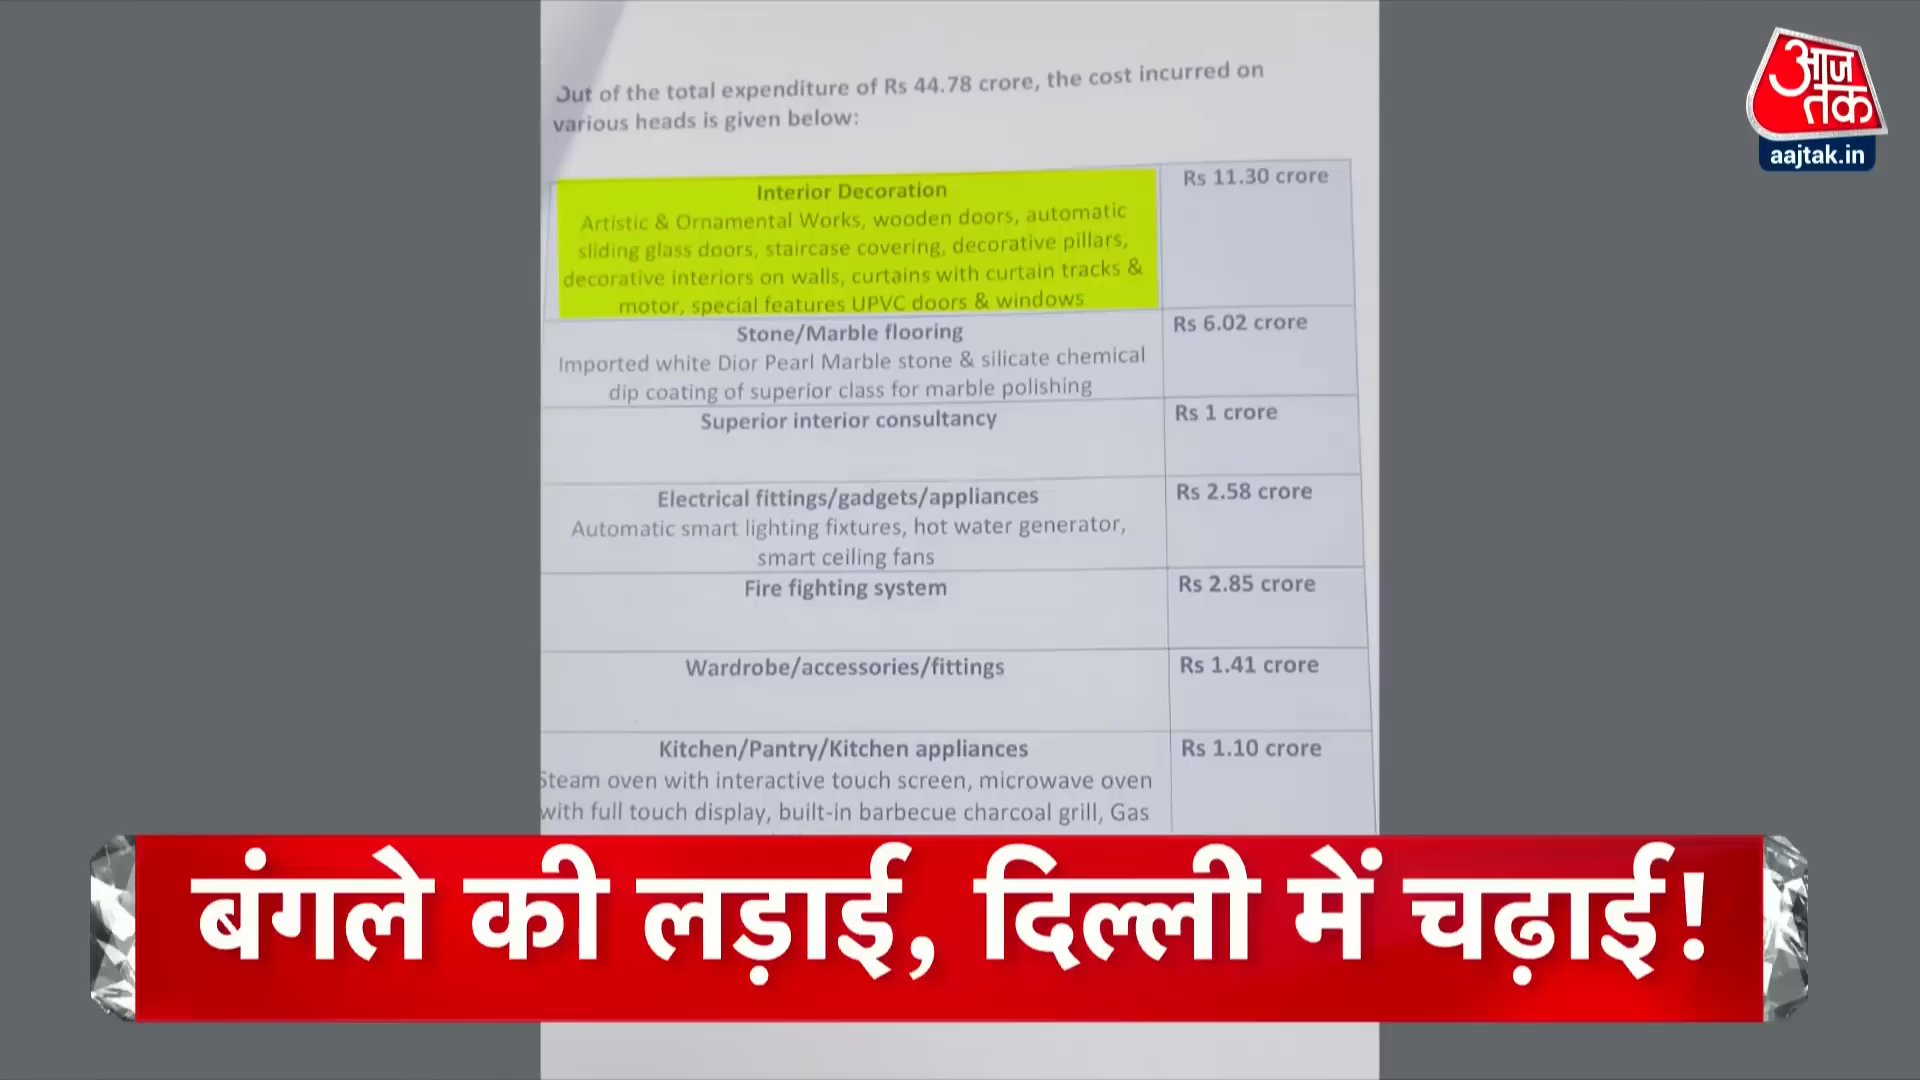 Out of the total expenditure of Rs 44.78 crore, the cost incurred on
various heads is given below:
आज
तक
aajtak.in
Interior Decoration
Rs 11.30 crore
Artistic & Ornamental Works, wooden doors, automatic
sliding glass doors, staircase covering, decorative pillars,
decorative interiors on walls, curtains with curtain tracks &
motor, special features UPVC doors & windows
Stone/Marble flooring
Rs 6.02 crore
Imported white Dior Pearl Marble stone & silicate chemical
dip coating of superior class for marble polishing
Superior interior consultancy
Rs 1 crore
Electrical fittings/gadgets/appliances
Rs 2.58 crore
Automatic smart lighting fixtures, hot water generator,
smart ceiling fans
Fire fighting system
Rs 2.85 crore
Wardrobe/accessories/fittings
Rs 1.41 crore
Kitchen/Pantry/Kitchen appliances
Rs 1.10 crore
Steam oven with interactive touch screen, microwave oven
with full touch display, built-in barbecue charcoal grill, Gas
बंगले की लड़ाई, दिल्ली में चढ़ाई!